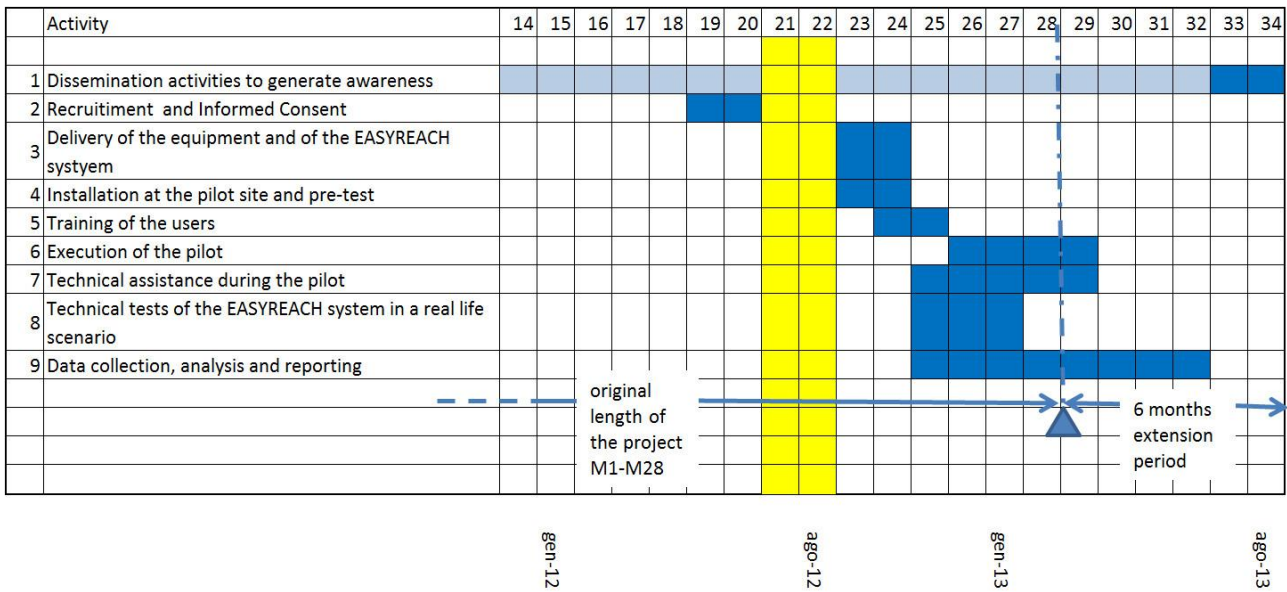 Activity 14 15 16 17 18 19 20 21 22 23 24 25 26 27 28 29 30 31 32 33 34
1 Dissemination activities to generate awareness
2 Recruitiment and Informed Consent
3 Delivery of the equipment and of the EASYREACH
systyem
4 Installation at the pilot site and pre-test
5 Training of the users
6 Execution of the pilot
7 Technical assistance during the pilot
8 Technical tests of the EASYREACH system in a real life
scenario
9 Data collection, analysis and reporting
original
length of
the project
M1-M28
6 months
extension
period
gen-12
ago-12
gen-13
ago-13